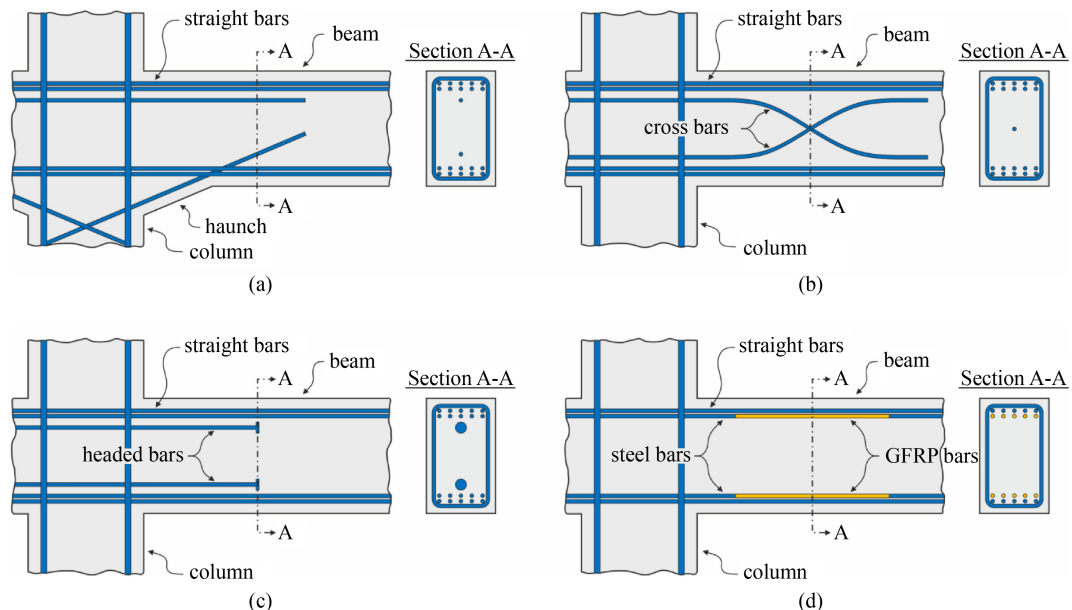 straight bars
A
beam
Section A-A
A
haunch
column
(a)
straight bars
A
beam
Section A-A
cross bars
A
column
(b)
straight bars
A
beam
Section A-A
headed bars
A
column
(c)
straight bars
A
beam
Section A-A
steel bars
GFRP bars
A
column
(d)